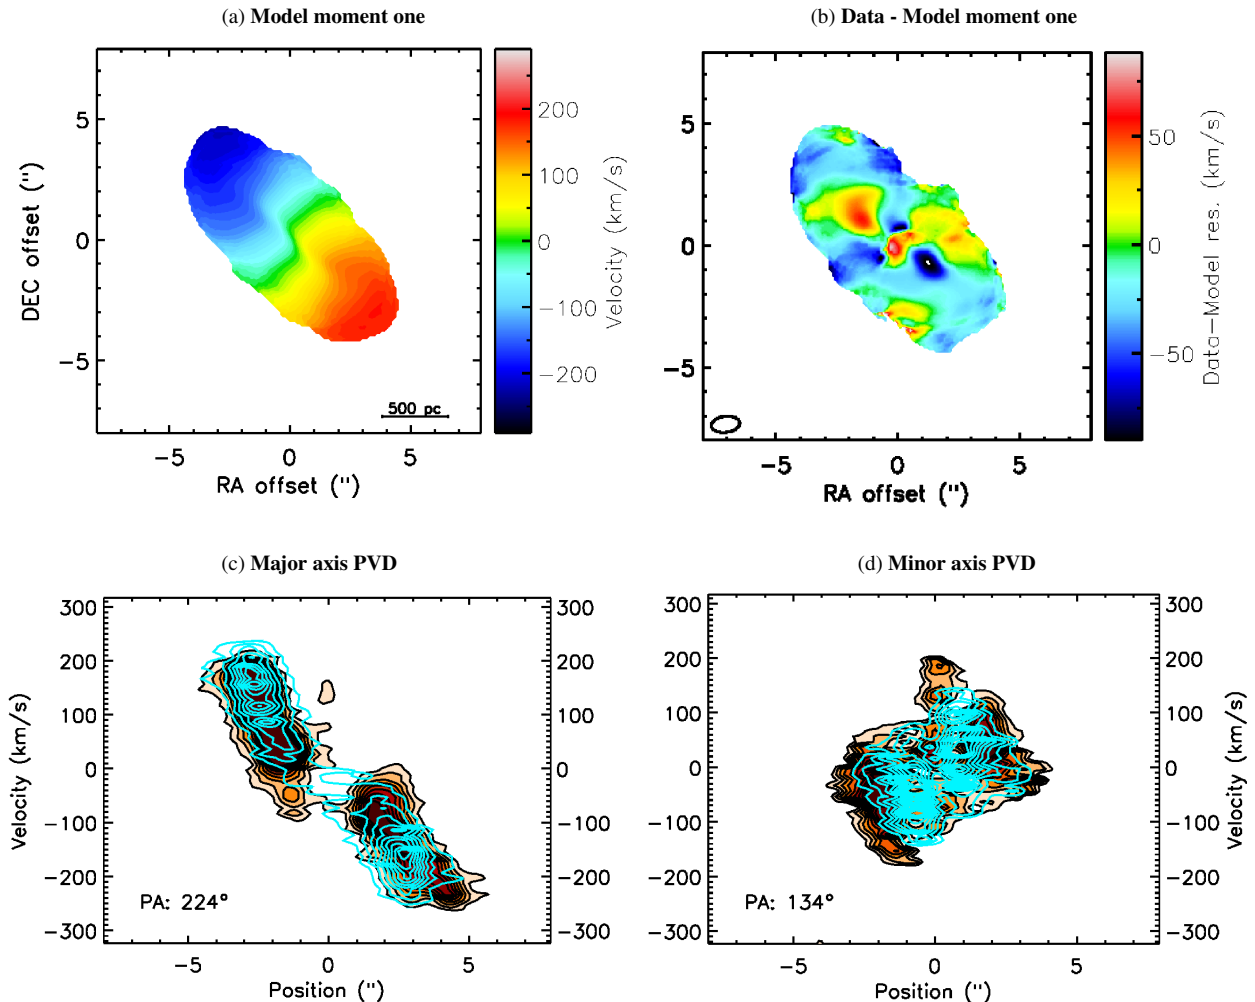 (a) Model moment one
(b) Data - Model moment one
5
0
−5
DEC offset (")
−5 0 5
RA offset (")
500 pc
200
100
0
−100
−200
Velocity (km/s)
5
0
−5
−5 0 5
RA offset (")
50
0
−50
Data−Model res. (km/s)
(c) Major axis PVD
(d) Minor axis PVD
300 300
200 200
100 100
0 0
−100 −100
−200 −200
−300 −300
Velocity (km/s)
PA: 224°
−5 0 5
Position (")
300 300
200 200
100 100
0 0
−100 −100
−200 −200
−300 −300
Velocity (km/s)
PA: 134°
−5 0 5
Position (")